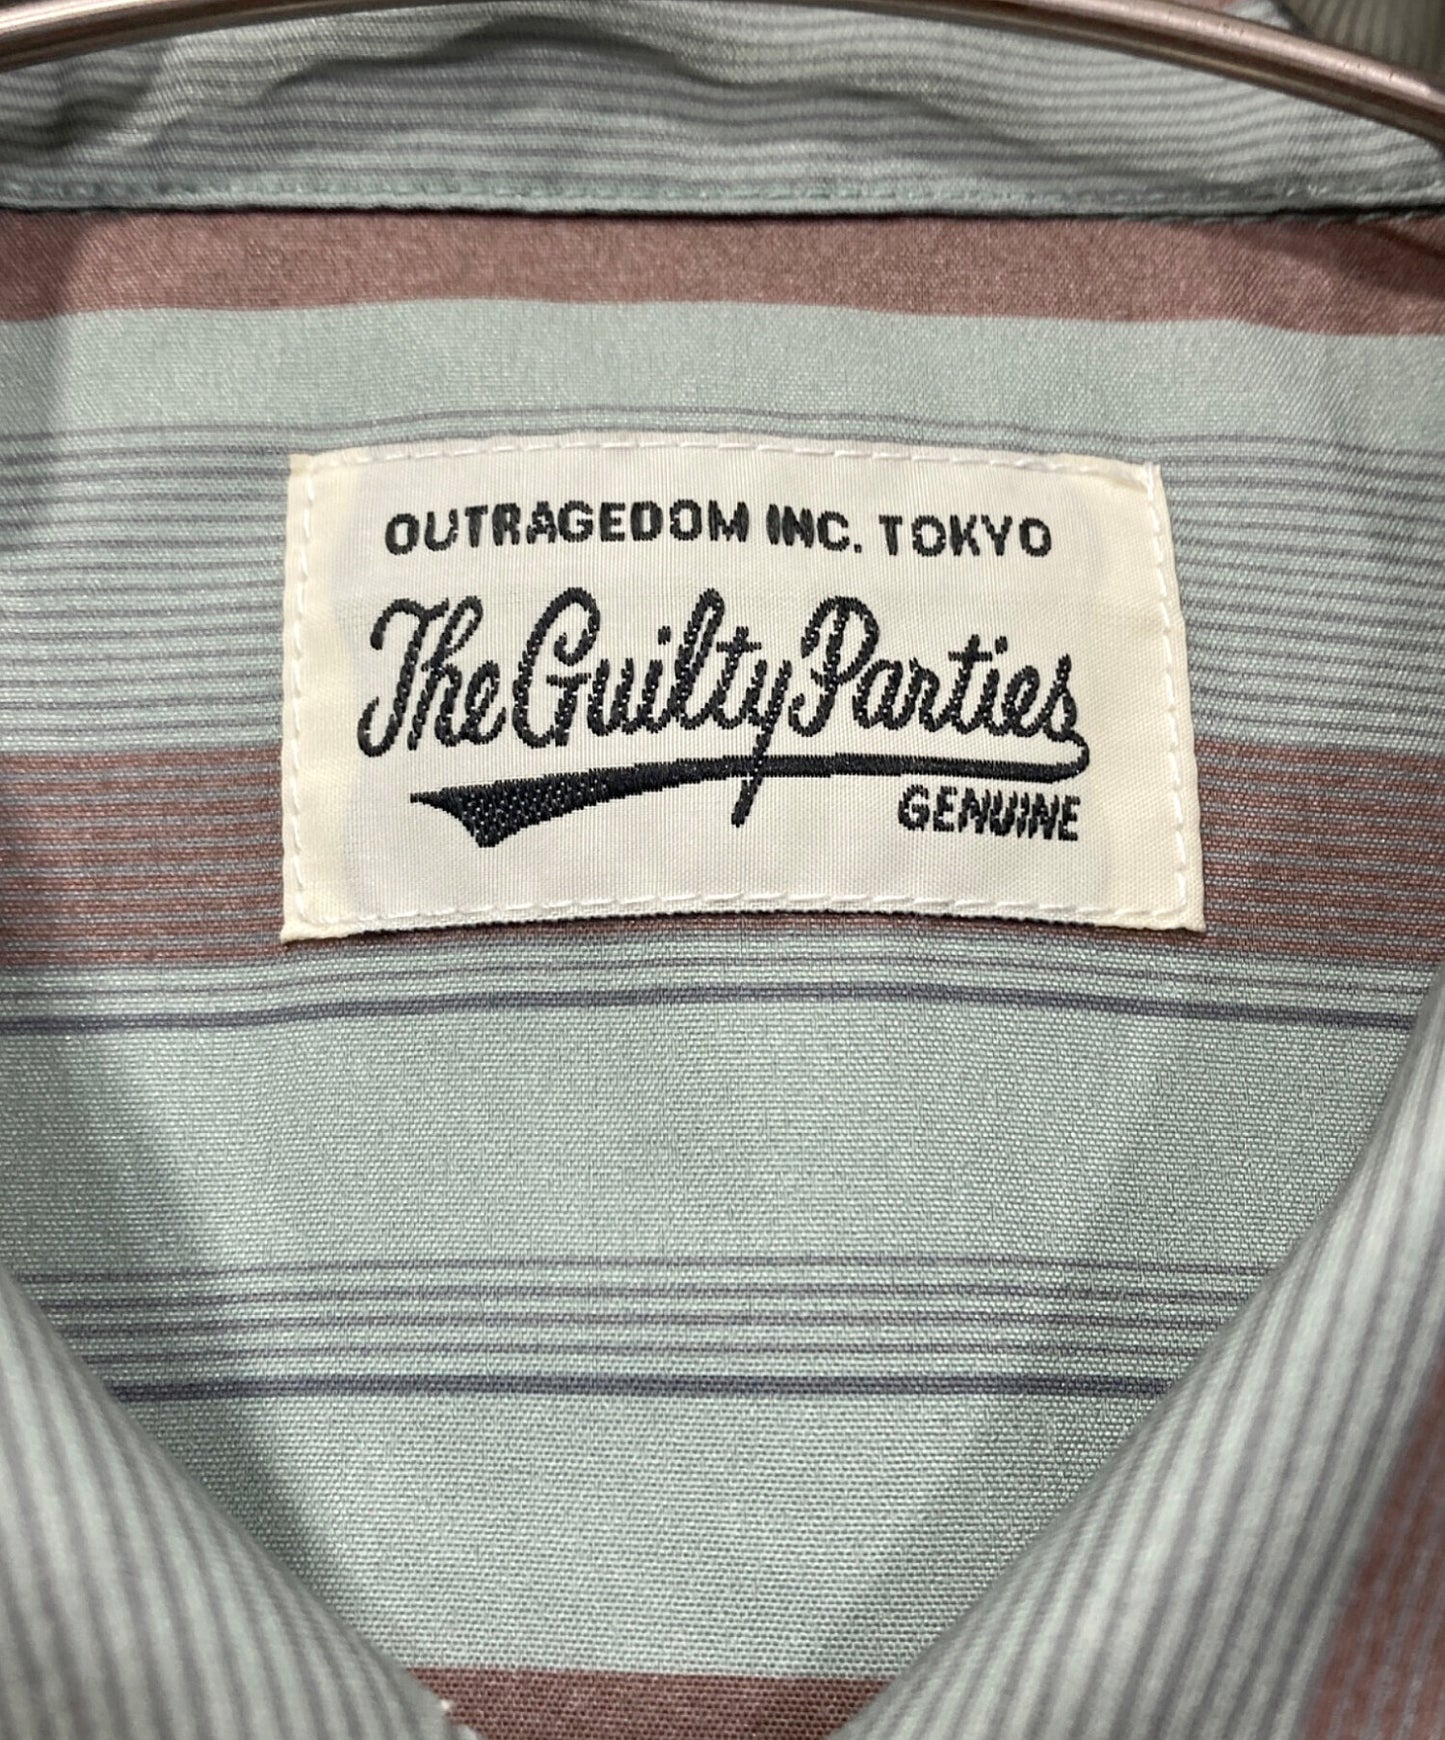 OUTRAGEDOM INC. TOKYO
The Guilty Parties
GENUINE